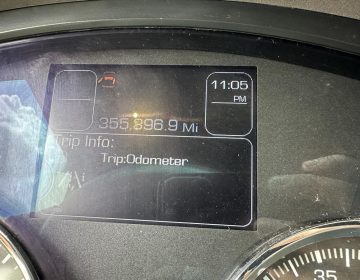 11:05
PM
355,896.9 Mi
Trip Info:
Trip:Odometer
35